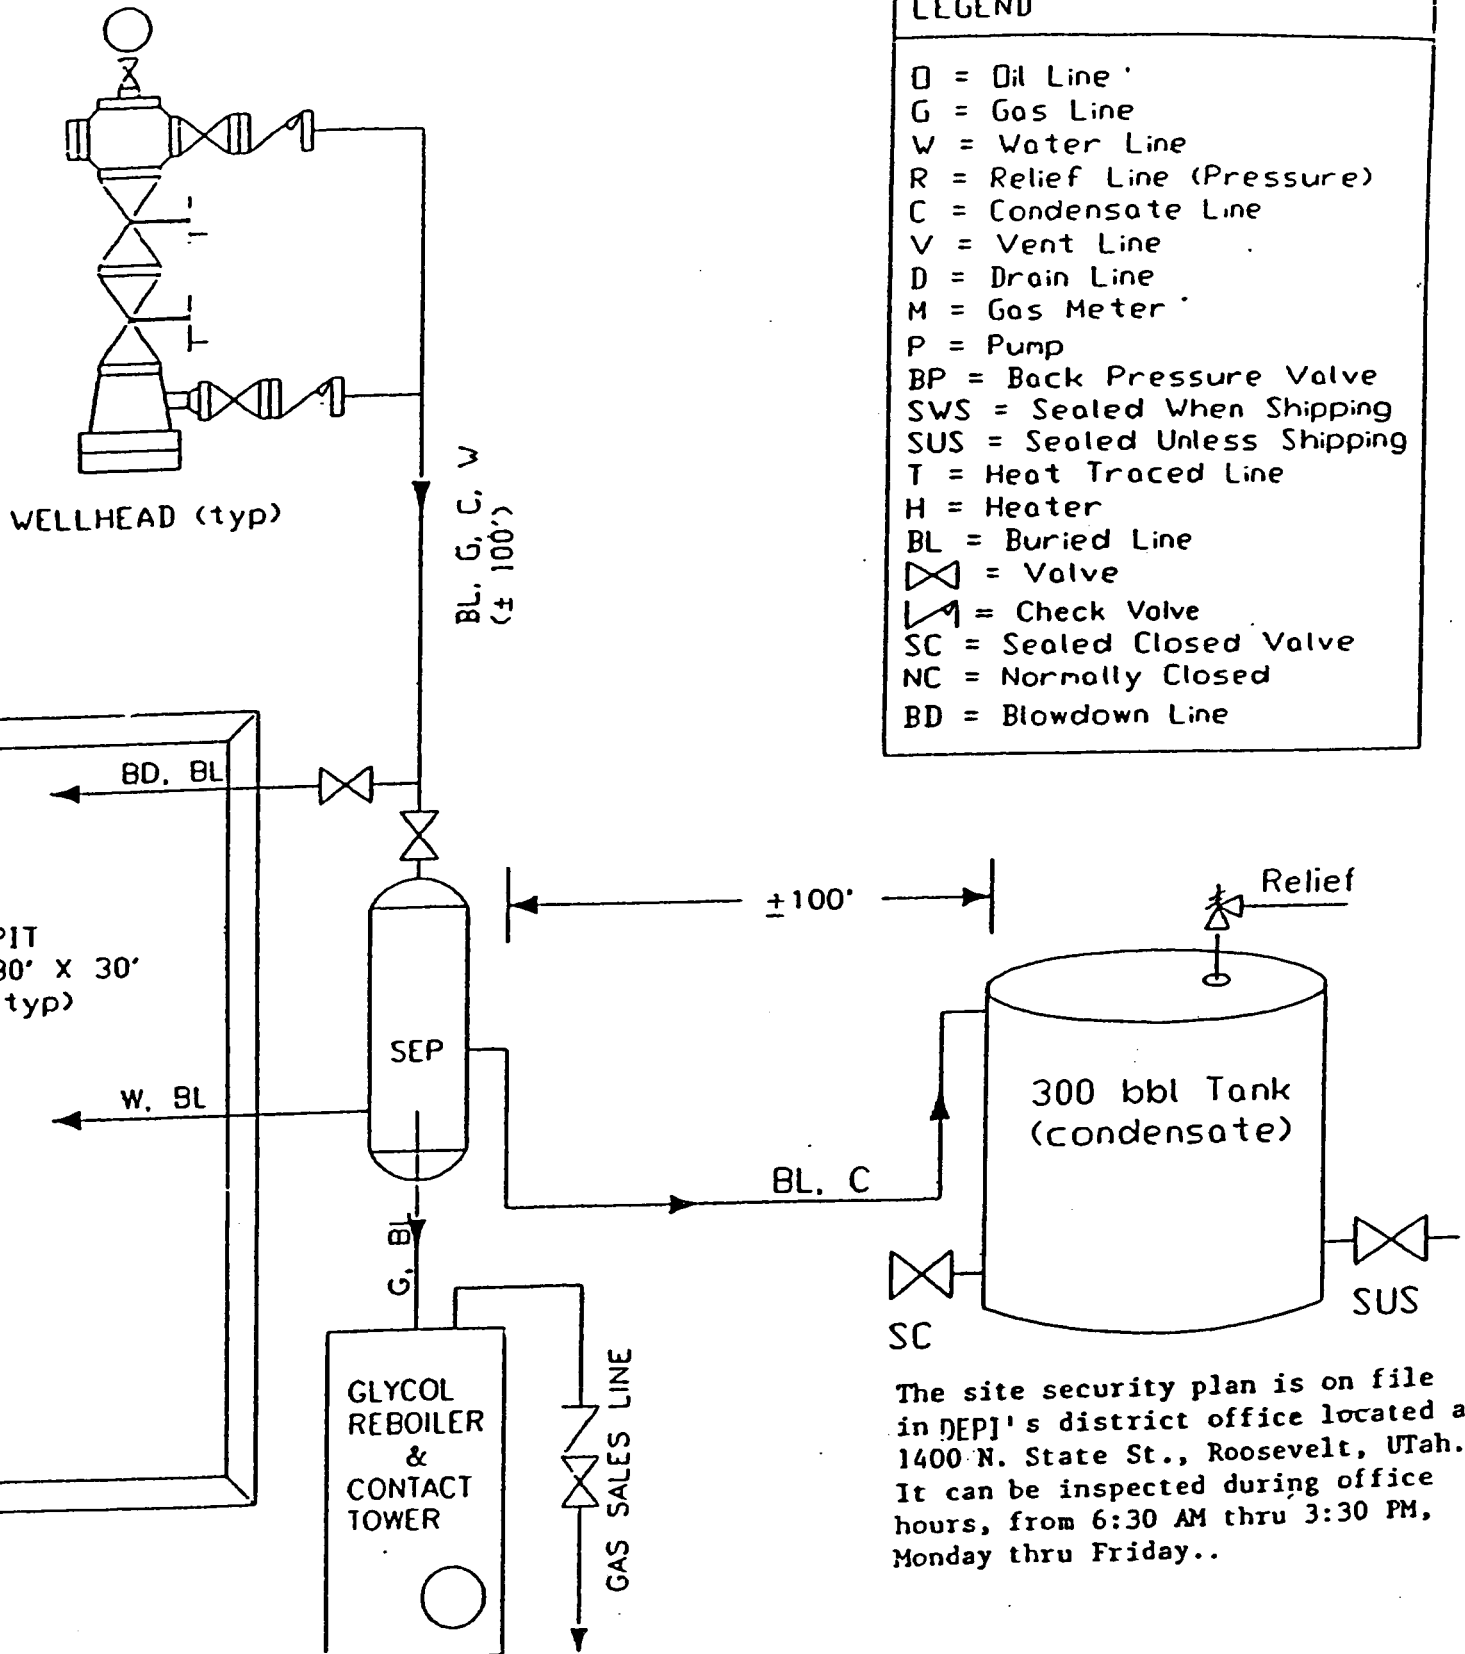 LEGEND
O = Oil Line
G = Gas Line
W = Water Line
R = Relief Line (Pressure)
C = Condensate Line
V = Vent Line
D = Drain Line
M = Gas Meter
P = Pump
BP = Back Pressure Valve
SWS = Sealed When Shipping
SUS = Sealed Unless Shipping
T = Heat Traced Line
H = Heater
BL = Buried Line
= Valve
= Check Valve
SC = Sealed Closed Valve
NC = Normally Closed
BD = Blowdown Line
WELLHEAD (typ)
BL, G, C, W
(± 100')
BD, BL
±100'
Relief
PIT
30' X 30'
typ)
SEP
W, BL
300 bbl Tank
(condensate)
BL, C
G, BL
SC
SUS
GLYCOL
REBOILER
&
CONTACT
TOWER
GAS SALES LINE
The site security plan is on file
in DEPI's district office located a
1400 N. State St., Roosevelt, UTah.
It can be inspected during office
hours, from 6:30 AM thru 3:30 PM,
Monday thru Friday..